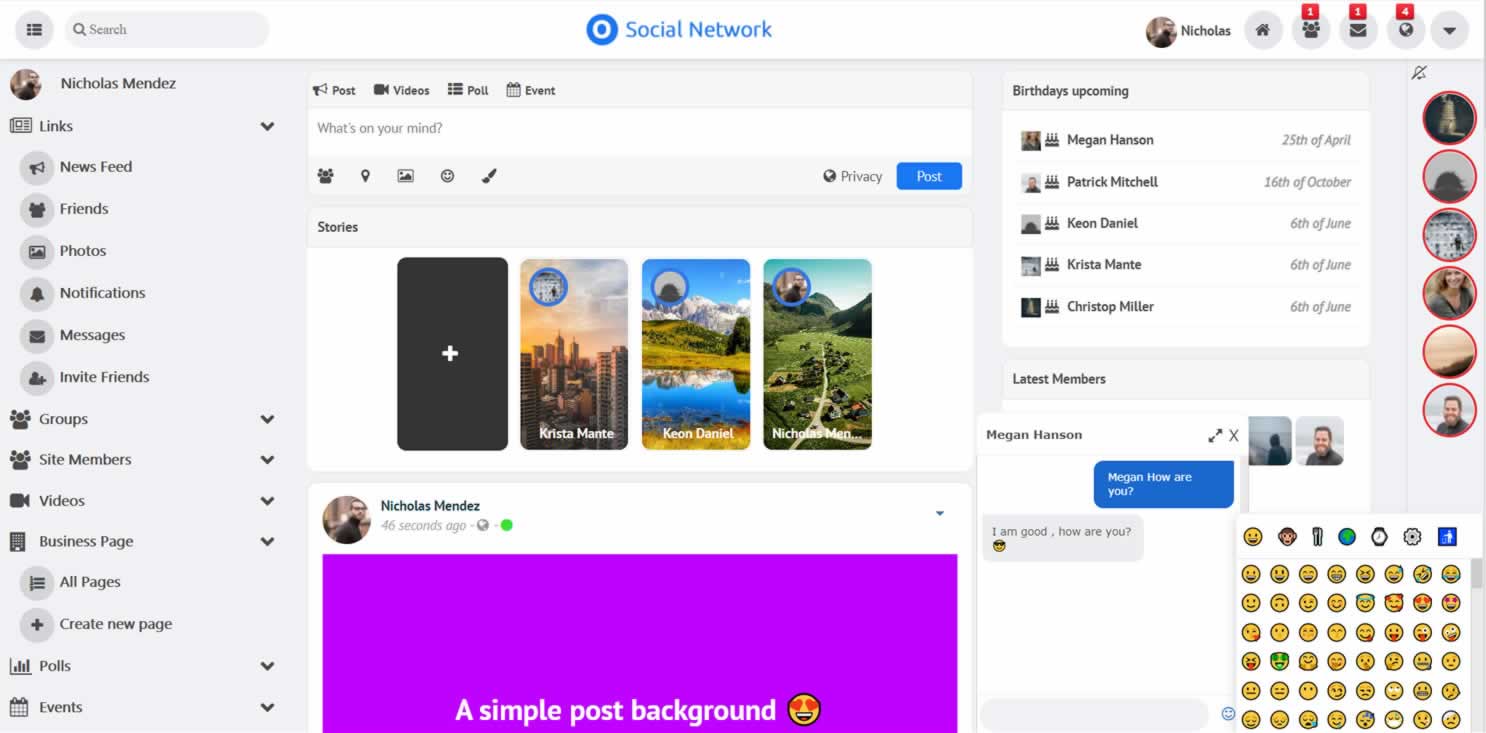 Search
Social Network
Nicholas
1
1
4
Nicholas Mendez
Links
News Feed
Friends
Photos
Notifications
Messages
Invite Friends
Groups
Site Members
Videos
Business Page
All Pages
Create new page
Polls
Events
Post Videos Poll Event
What's on your mind?
Privacy Post
Stories
Krista Mante
Keon Daniel
Nicholas Men...
Nicholas Mendez
46 seconds ago - -
A simple post background 😍
Birthdays upcoming
Megan Hanson 25th of April
Patrick Mitchell 16th of October
Keon Daniel 6th of June
Krista Mante 6th of June
Christop Miller 6th of June
Latest Members
Megan Hanson X
Megan How are
you?
I am good , how are you?
😎